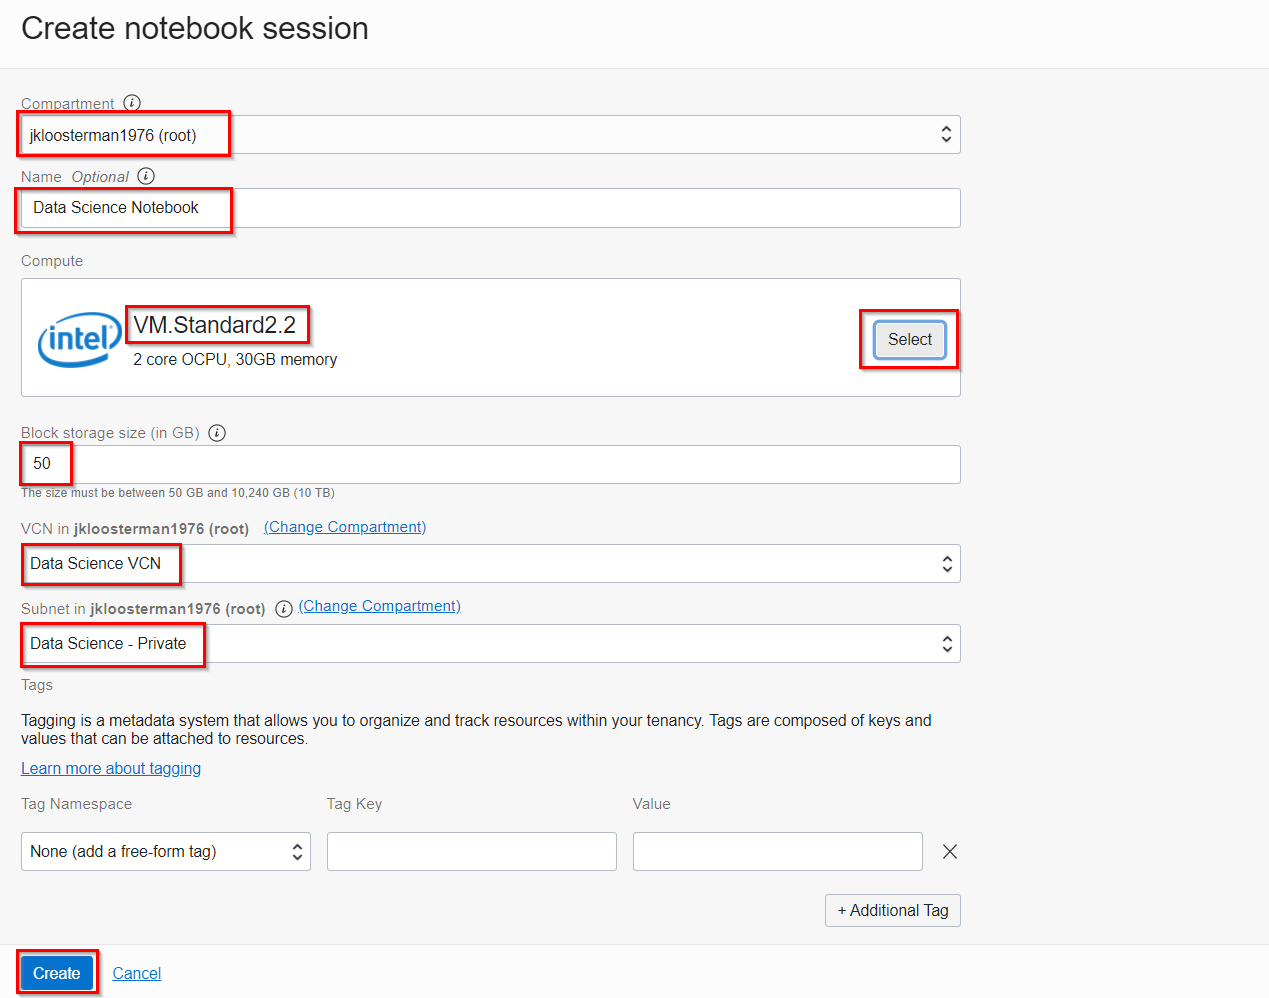 Create notebook session
Compartment
jkloosterman1976 (root)
Name Optional
Data Science Notebook
Compute
intel
VM.Standard2.2
2 core OCPU, 30GB memory
Select
Block storage size (in GB)
50
The size must be between 50 GB and 10,240 GB (10 TB)
VCN in jkloosterman1976 (root) (Change Compartment)
Data Science VCN
Subnet in jkloosterman1976 (root) (Change Compartment)
Data Science - Private
Tags
Tagging is a metadata system that allows you to organize and track resources within your tenancy. Tags are composed of keys and
values that can be attached to resources.
Learn more about tagging
Tag Namespace Tag Key Value
None (add a free-form tag)
+ Additional Tag
Create Cancel